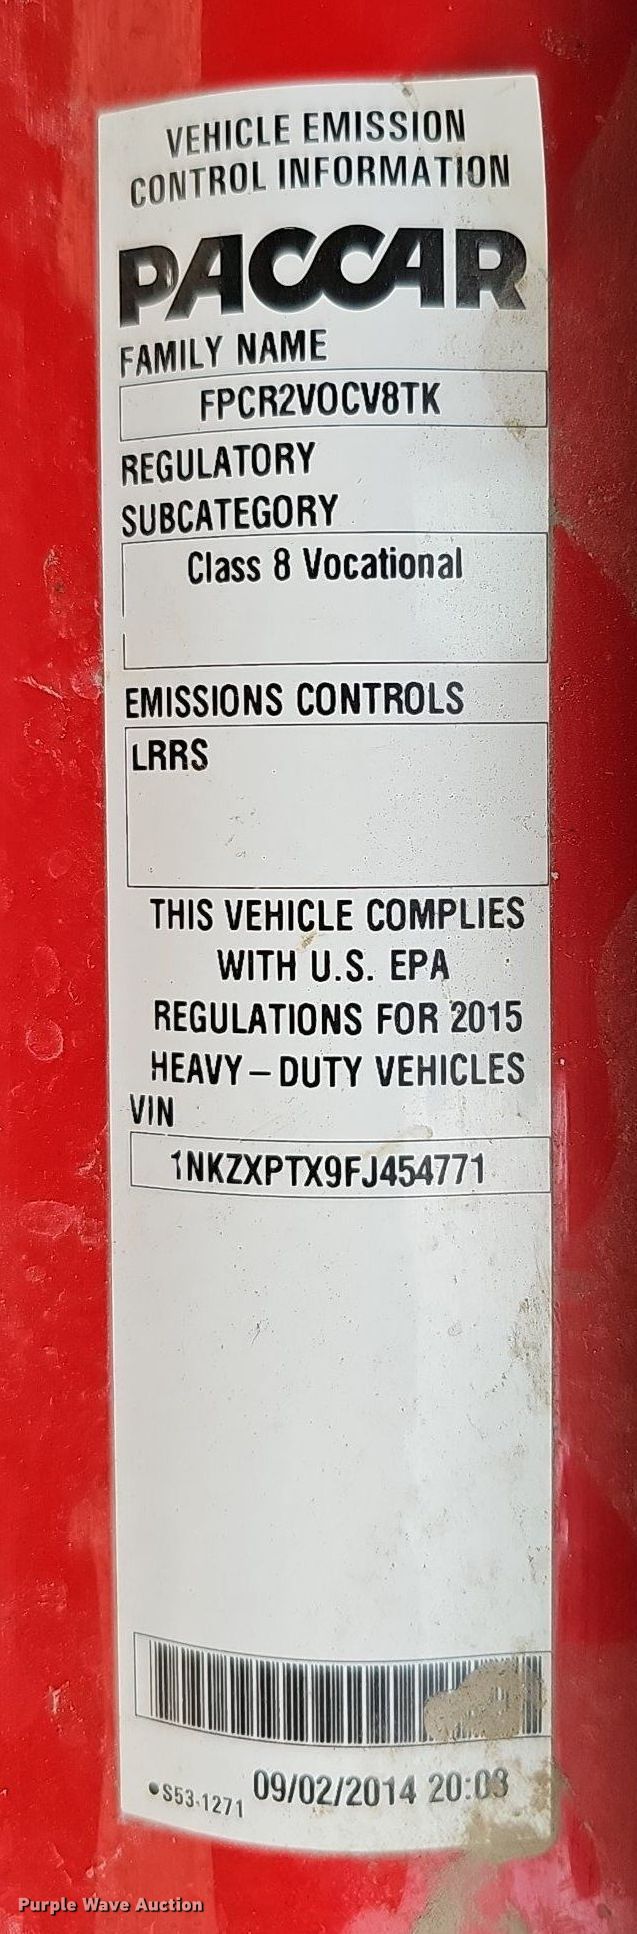 VEHICLE EMISSION
CONTROL INFORMATION
PACCAR
FAMILY NAME
FPCR2VOCV8TK
REGULATORY
SUBCATEGORY
Class 8 Vocational
EMISSIONS CONTROLS
LRRS
THIS VEHICLE COMPLIES
WITH U.S. EPA
REGULATIONS FOR 2015
HEAVY-DUTY VEHICLES
VIN
1NKZXPTX9FJ454771
•S53-1271 09/02/2014 20:03
Purple Wave Auction